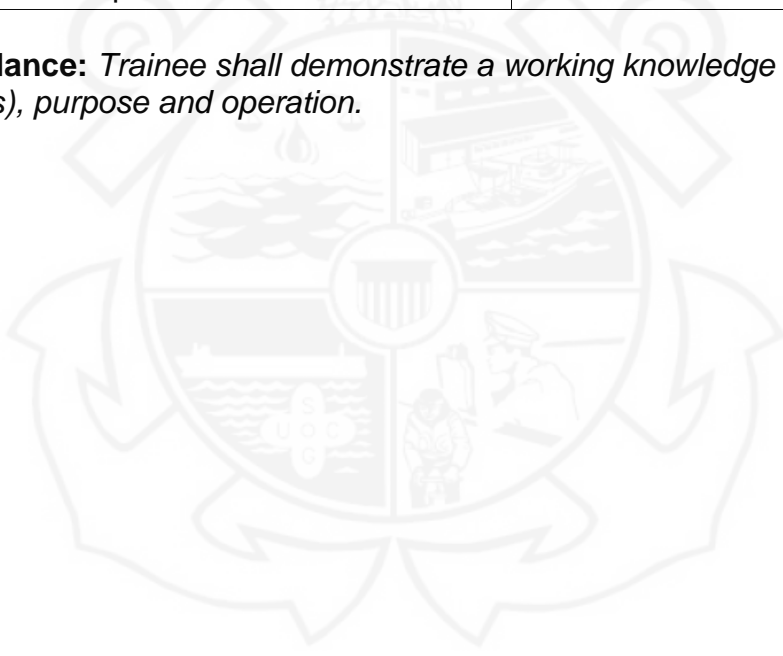 lance: Trainee shall demonstrate a working knowledge
s), purpose and operation.
S
U O C
G